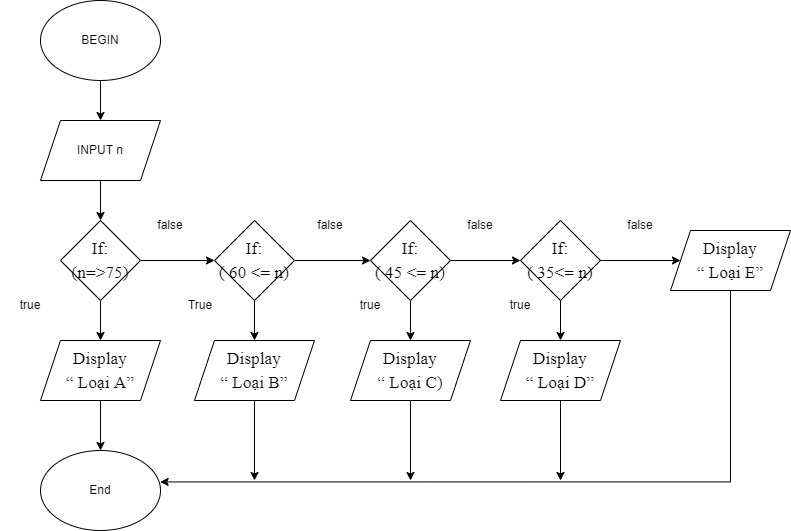 BEGIN
INPUT n
If:
(n=>75)
false
If:
( 60 <= n)
false
If:
( 45 <= n)
false
If:
( 35<= n)
false
Display
“ Loại E”
true
True
true
true
Display
“ Loại A”
Display
“ Loại B”
Display
“ Loại C)
Display
“ Loại D”
End